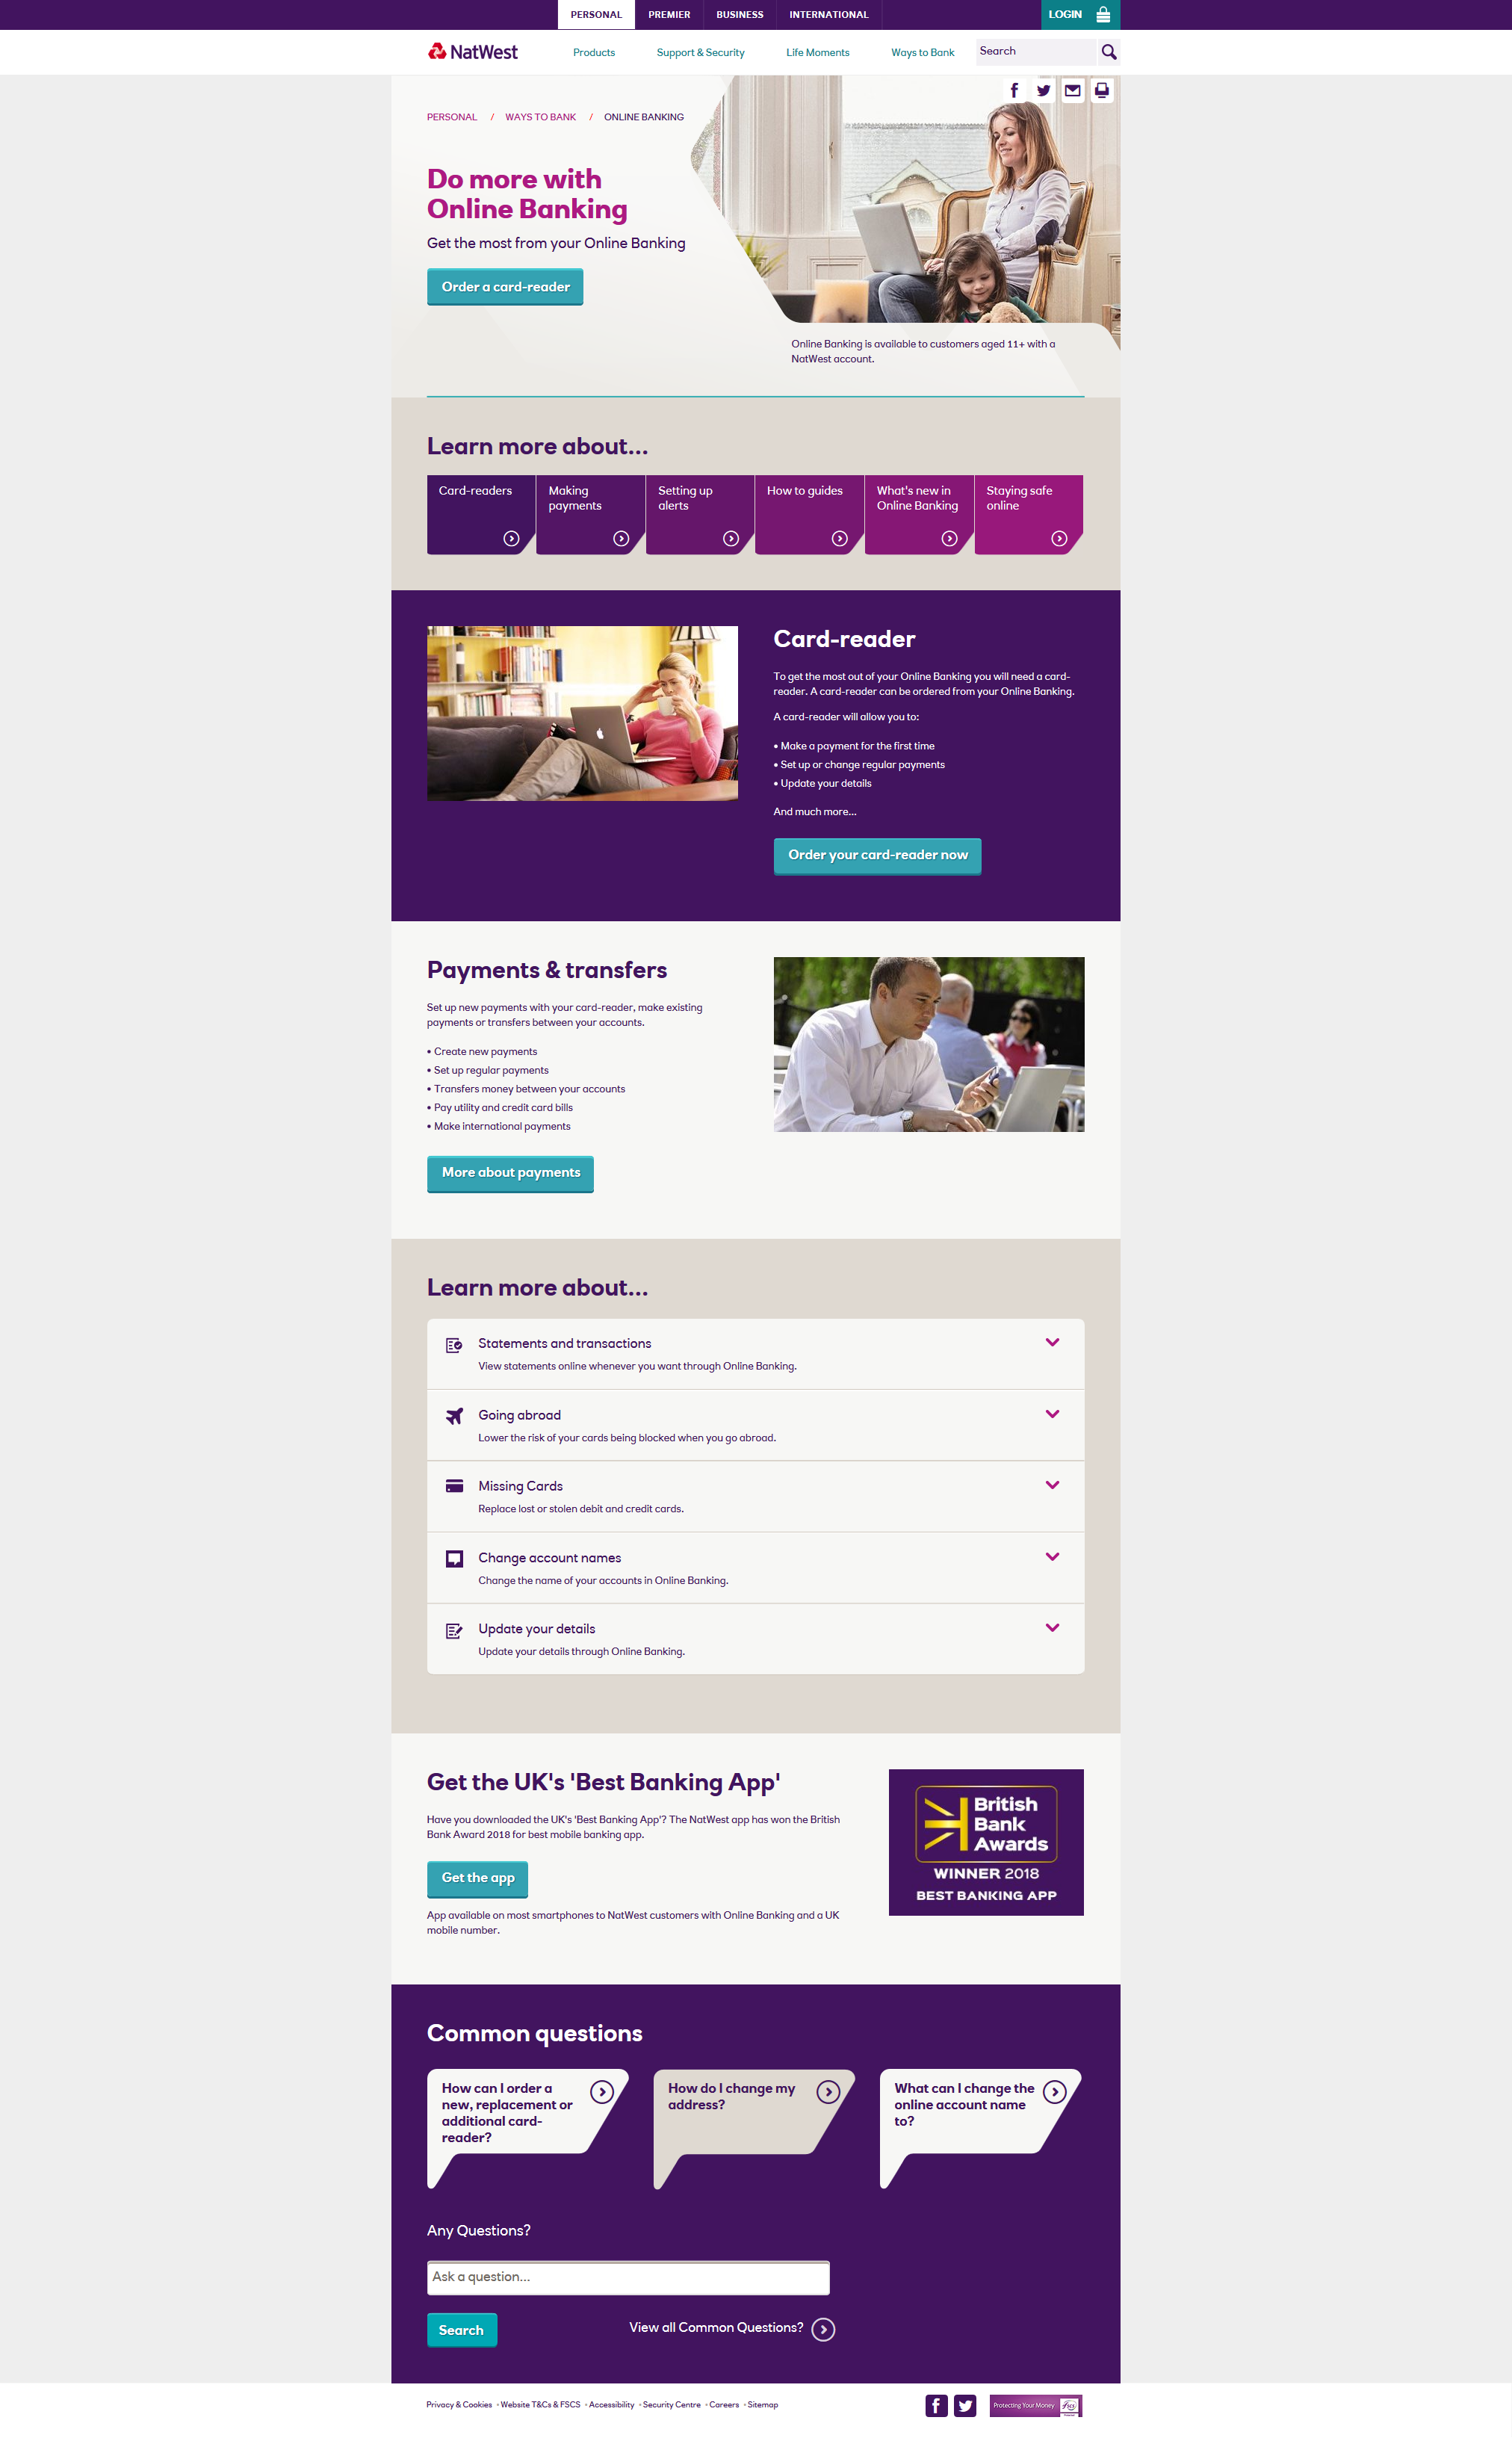 PERSONAL PREMIER BUSINESS INTERNATIONAL LOGIN
NatWest Products Support & Security Life Moments Ways to Bank Search
PERSONAL / WAYS TO BANK / ONLINE BANKING
Do more with
Online Banking
Get the most from your Online Banking
Order a card-reader
Online Banking is available to customers aged 11+ with a
NatWest account.
Learn more about...
Card-readers
Making
payments
Setting up
alerts
How to guides
What's new in
Online Banking
Staying safe
online
Card-reader
To get the most out of your Online Banking you will need a card-
reader. A card-reader can be ordered from your Online Banking.
A card-reader will allow you to:
• Make a payment for the first time
• Set up or change regular payments
• Update your details
And much more...
Order your card-reader now
Payments & transfers
Set up new payments with your card-reader, make existing
payments or transfers between your accounts.
• Create new payments
• Set up regular payments
• Transfers money between your accounts
• Pay utility and credit card bills
• Make international payments
More about payments
Learn more about...
Statements and transactions
View statements online whenever you want through Online Banking.
Going abroad
Lower the risk of your cards being blocked when you go abroad.
Missing Cards
Replace lost or stolen debit and credit cards.
Change account names
Change the name of your accounts in Online Banking.
Update your details
Update your details through Online Banking.
Get the UK's 'Best Banking App'
Have you downloaded the UK's 'Best Banking App'? The NatWest app has won the British
Bank Award 2018 for best mobile banking app.
Get the app
App available on most smartphones to NatWest customers with Online Banking and a UK
mobile number.
British
Bank
Awards
WINNER 2018
BEST BANKING APP
Common questions
How can I order a
new, replacement or
additional card-
reader?
How do I change my
address?
What can I change the
online account name
to?
Any Questions?
Ask a question...
Search
View all Common Questions?
Privacy & Cookies • Website T&Cs & FSCS • Accessibility • Security Centre • Careers • Sitemap
Protecting Your Money